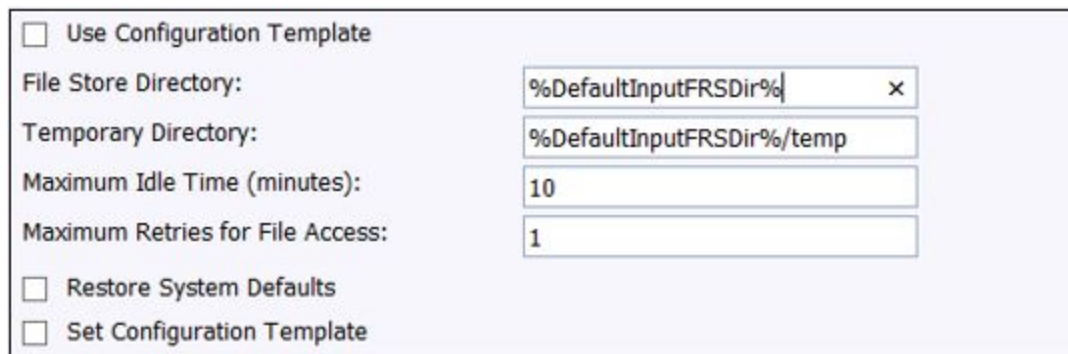 Use Configuration Template
File Store Directory: %DefaultInputFRSDir%
Temporary Directory: %DefaultInputFRSDir%/temp
Maximum Idle Time (minutes): 10
Maximum Retries for File Access: 1
Restore System Defaults
Set Configuration Template